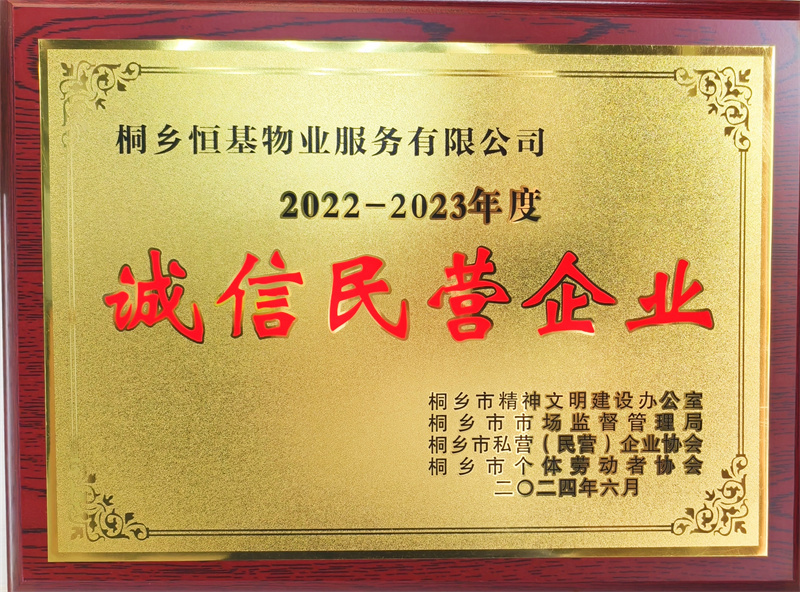 桐乡恒基物业服务有限公司
2022-2023年度
诚信民营企业
桐乡市精神文明建设办公室
桐乡市市场监督管理局
桐乡市私营（民营）企业协会
桐乡市个体劳动者协会
二〇二四年六月